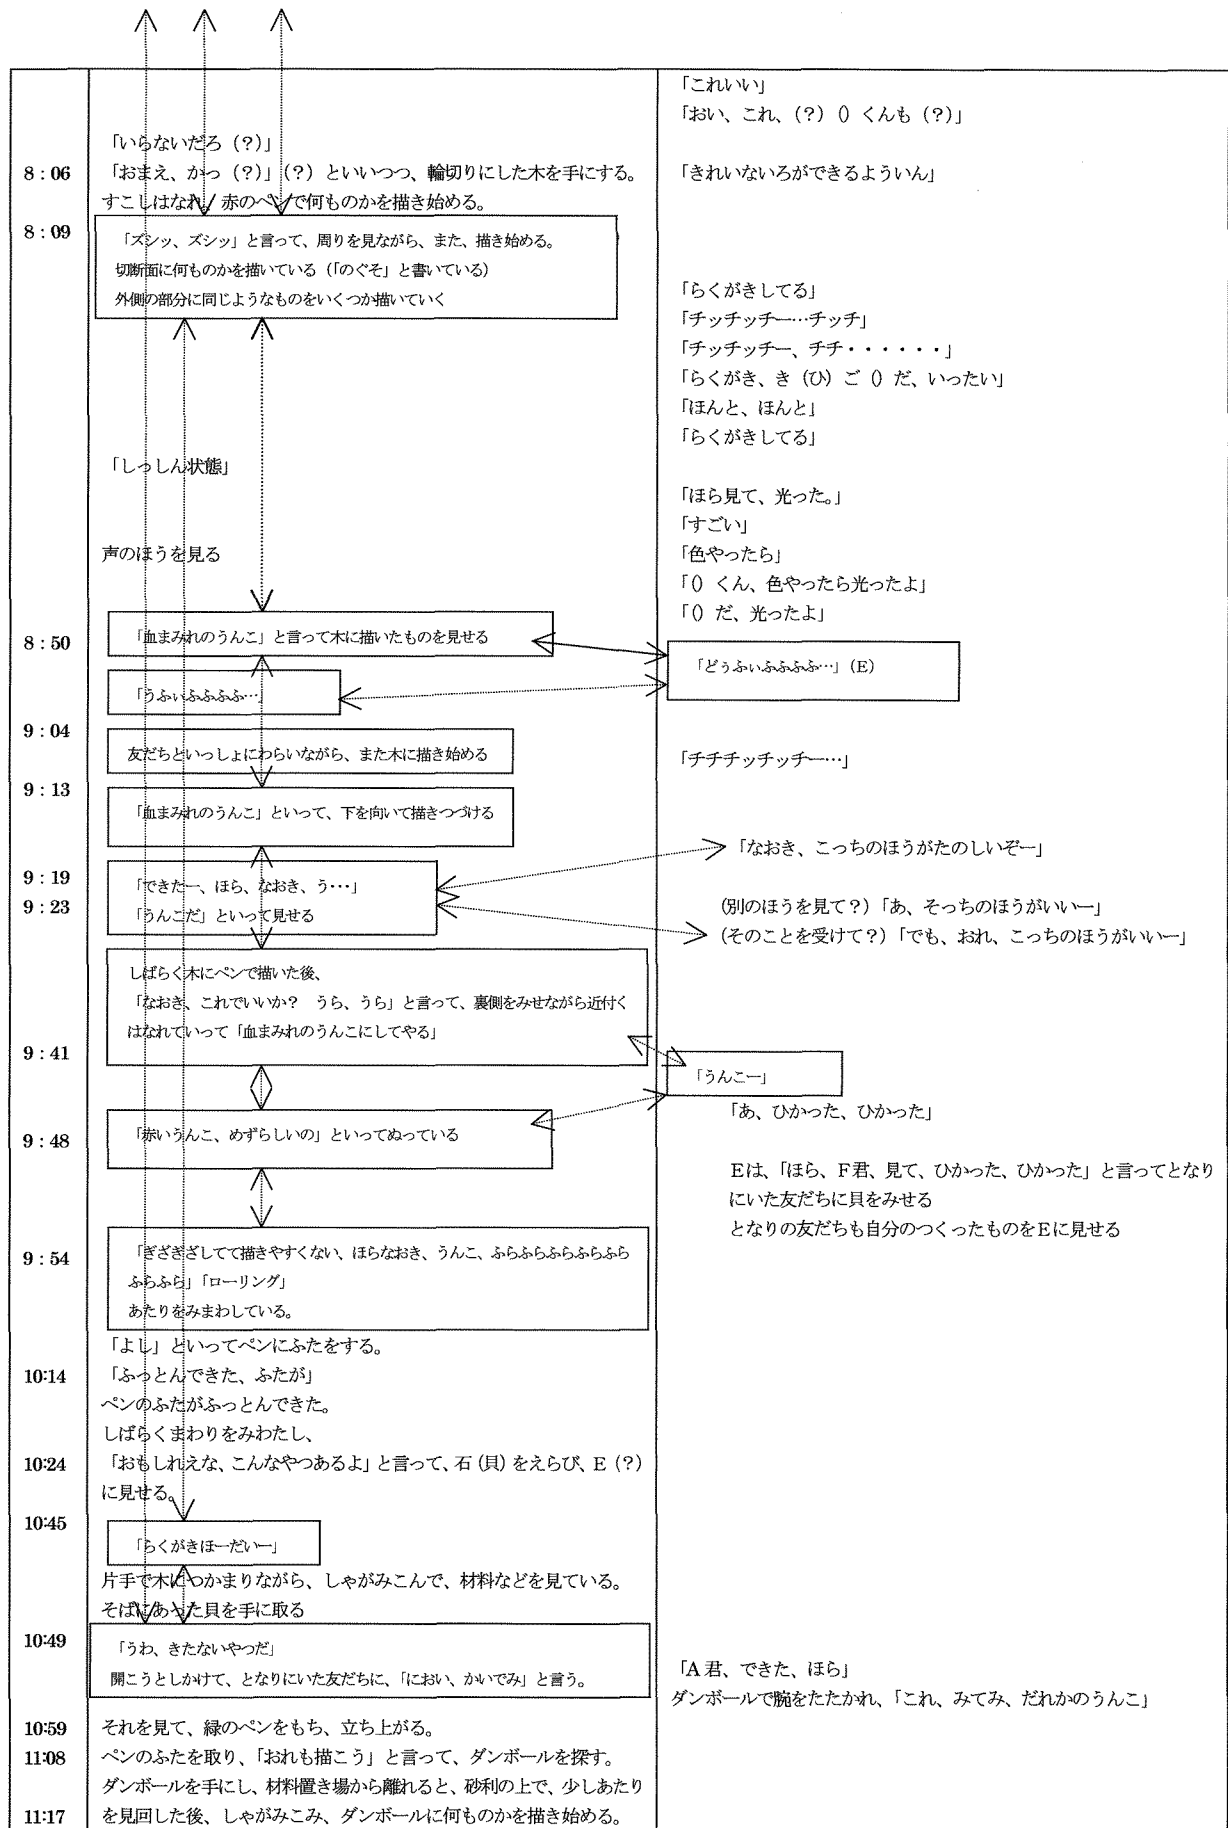 「これいい」
「おい、これ、(?) () くんも (?)」
「いらないだろ (?)」
8:06 「おまえ、かっ (?)」(?) といいつつ、輪切りにした木を手にする。 「きれいないろができるよういん」
すこしはなれ、赤のペンで何ものかを描き始める。
8:09 「ズシッ、ズシッ」と言って、周りを見ながら、また、描き始める。
切断面に何ものかを描いている(「のぐそ」と書いている)
外側の部分に同じようなものをいくつか描いていく
「らくがきしてる」
「チッチッチー…チッチ」
「チッチッチー、チチ・・・・・・」
「らくがき、き (ひ) ご () だ、いったい」
「ほんと、ほんと」
「らくがきしてる」
「しっしん状態」
「ほら見て、光った。」
「すごい」
声のほうを見る 「色やったら」
「() くん、色やったら光ったよ」
「() だ、光ったよ」
8:50 「血まみれのうんこ」と言って木に描いたものを見せる
「どぅふぃふふふふ…」(E)
「うふぃふふふふ…」
9:04 友だちといっしょにわらいながら、また木に描き始める
「チチチッチッチー…」
9:13 「血まみれのうんこ」といって、下を向いて描きつづける
「なおき、こっちのほうがたのしいぞー」
9:19 「できたー、ほら、なおき、う…」
9:23 「うんこだ」といって見せる
(別のほうを見て?)「あ、そっちのほうがいいー」
(そのことを受けて?)「でも、おれ、こっちのほうがいいー」
しばらく木にペンで描いた後、
「なおき、これでいいか? うら、うら」と言って、裏側をみせながら近付く
はなれていって「血まみれのうんこにしてやる」
9:41 「うんこー」
「あ、ひかった、ひかった」
9:48 「赤いうんこ、めずらしいの」といってぬっている
Eは、「ほら、F君、見て、ひかった、ひかった」と言ってとなり
にいた友だちに貝をみせる
となりの友だちも自分のつくったものをEに見せる
9:54 「ぎざぎざしてて描きやすくない、ほらなおき、うんこ、ふらふらふらふらふら
ふらふら」「ローリング」
あたりをみまわしている。
「よし」といってペンにふたをする。
10:14 「ふっとんできた、ふたが」
ペンのふたがふっとんできた。
しばらくまわりをみわたし、
10:24 「おもしれえな、こんなやつあるよ」と言って、石(貝)をえらび、E (?)
に見せる。
10:45 「らくがきほーだいー」
片手で木につかまりながら、しゃがみこんで、材料などを見ている。
そばにあった貝を手に取る
10:49 「うわ、きたないやつだ」
開こうとしかけて、となりにいた友だちに、「におい、かいでみ」と言う。
「A君、できた、ほら」
ダンボールで腕をたたかれ、「これ、みてみ、だれかのうんこ」
10:59 それを見て、緑のペンをもち、立ち上がる。
11:08 ペンのふたを取り、「おれも描こう」と言って、ダンボールを探す。
ダンボールを手にし、材料置き場から離れると、砂利の上で、少しあたり
11:17 を見回した後、しゃがみこみ、ダンボールに何ものかを描き始める。